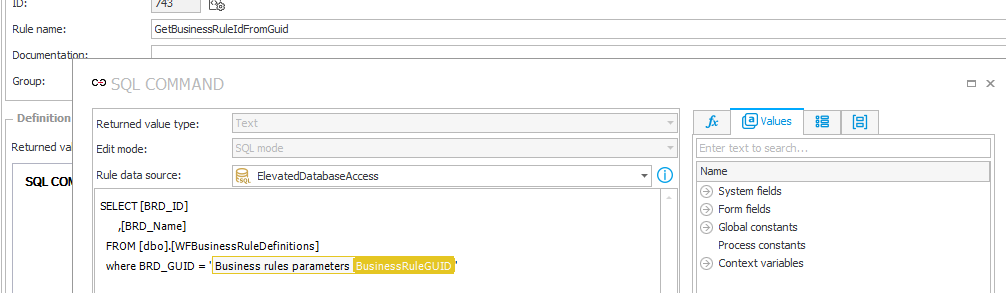 ID: 743
Rule name: GetBusinessRuleIdFromGuid
Documentation:
Group:
SQL COMMAND
Definition
Returned va
SQL COM
Returned value type: Text
Edit mode: SQL mode
Rule data source: SQL ElevatedDatabaseAccess
SELECT [BRD_ID]
,[BRD_Name]
FROM [dbo].[WFBusinessRuleDefinitions]
where BRD_GUID = 'Business rules parameters BusinessRuleGUID'
fx Values
Enter text to search...
Name
System fields
Form fields
Global constants
Process constants
Context variables